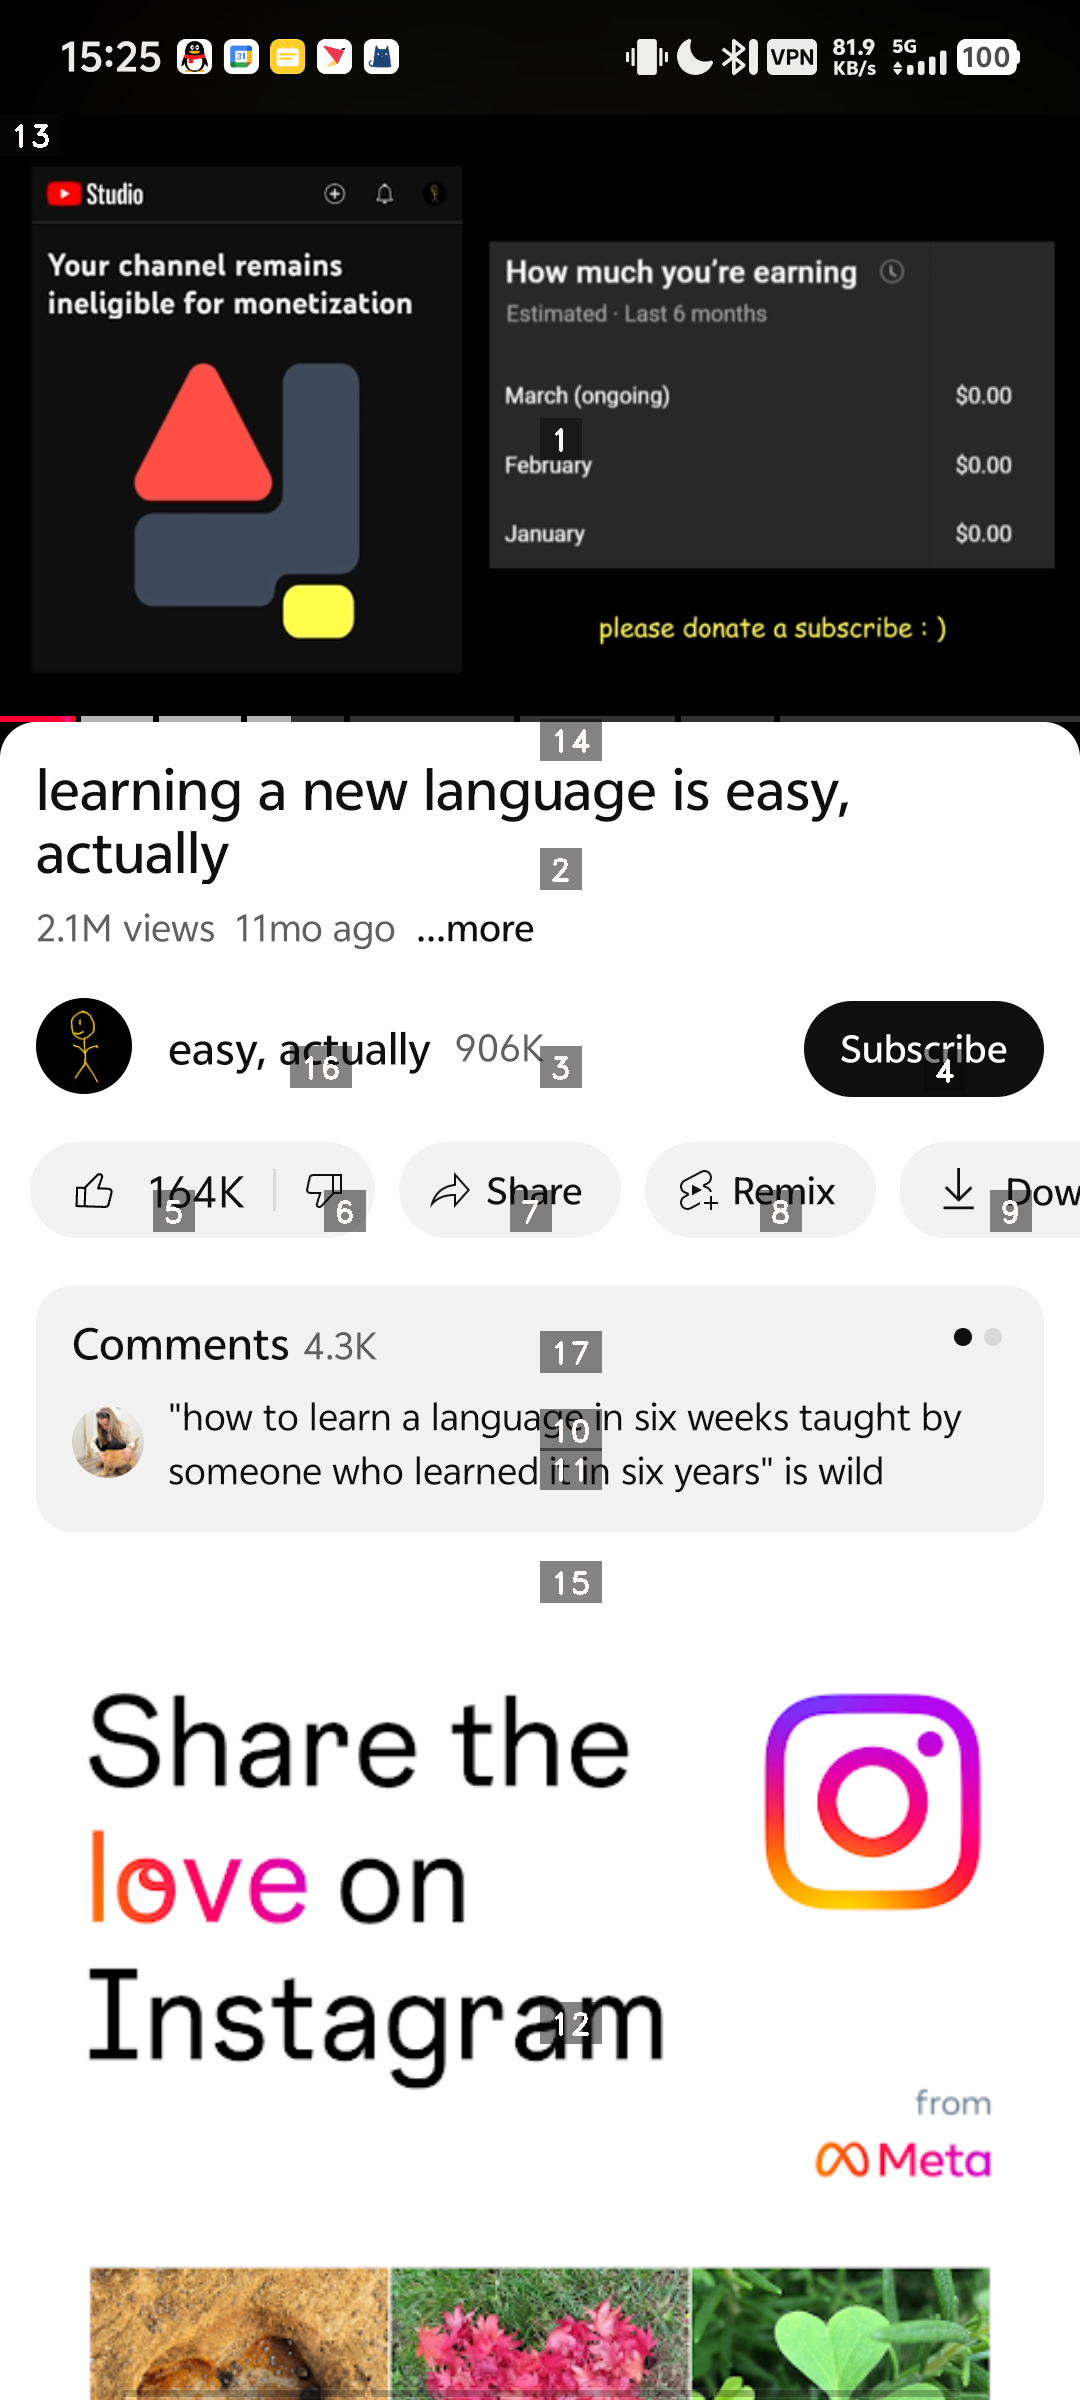 15:25
31
VPN
81.9
KB/s
5G
100
13
Studio
Your channel remains
ineligible for monetization
How much you're earning
Estimated · Last 6 months
March (ongoing) $0.00
1
February $0.00
January $0.00
please donate a subscribe : )
14
learning a new language is easy,
actually
2
2.1M views 11mo ago ...more
easy, actually 906K
Subscribe
16
3
4
164K
Share
Remix
Dow
5
6
7
8
9
Comments 4.3K
17
"how to learn a language in six weeks taught by
10
someone who learned it in six years" is wild
11
15
Share the
love on
Instagram
12
from
Meta